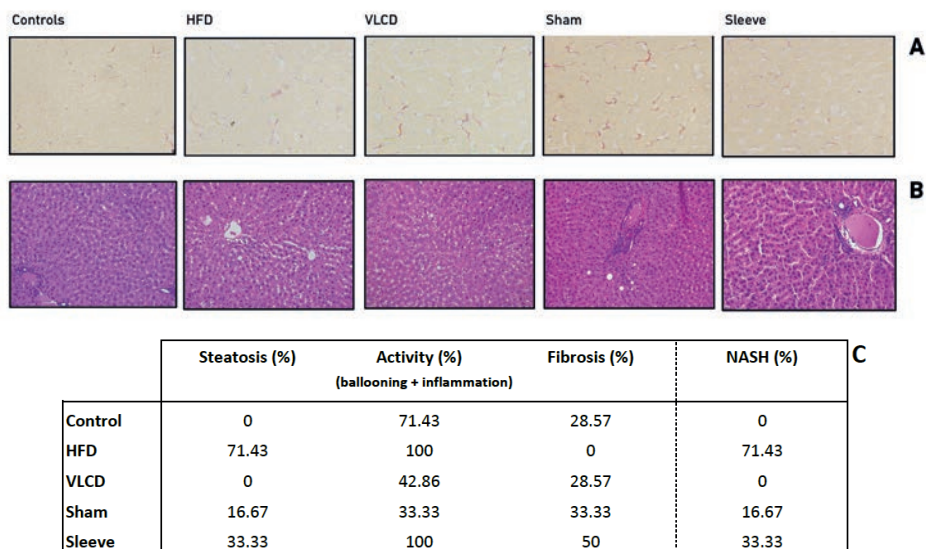 Controls HFD VLCD Sham Sleeve
A
B
Steatosis (%) Activity (%) Fibrosis (%) NASH (%) C
(ballooning + inflammation)
Control 0 71.43 28.57 0
HFD 71.43 100 0 71.43
VLCD 0 42.86 28.57 0
Sham 16.67 33.33 33.33 16.67
Sleeve 33.33 100 50 33.33